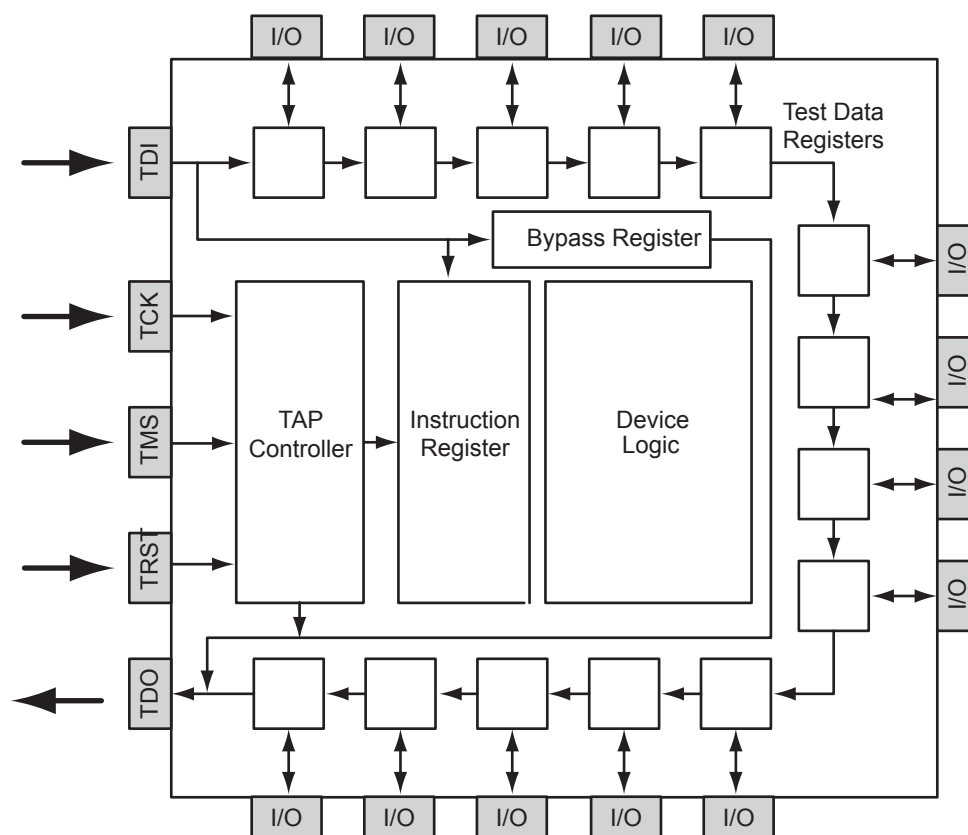 I/O
I/O
I/O
I/O
I/O
Test Data
Registers
TDI
Bypass Register
I/O
TCK
I/O
TAP
Controller
Instruction
Register
Device
Logic
TMS
I/O
TRST
I/O
TDO
I/O
I/O
I/O
I/O
I/O